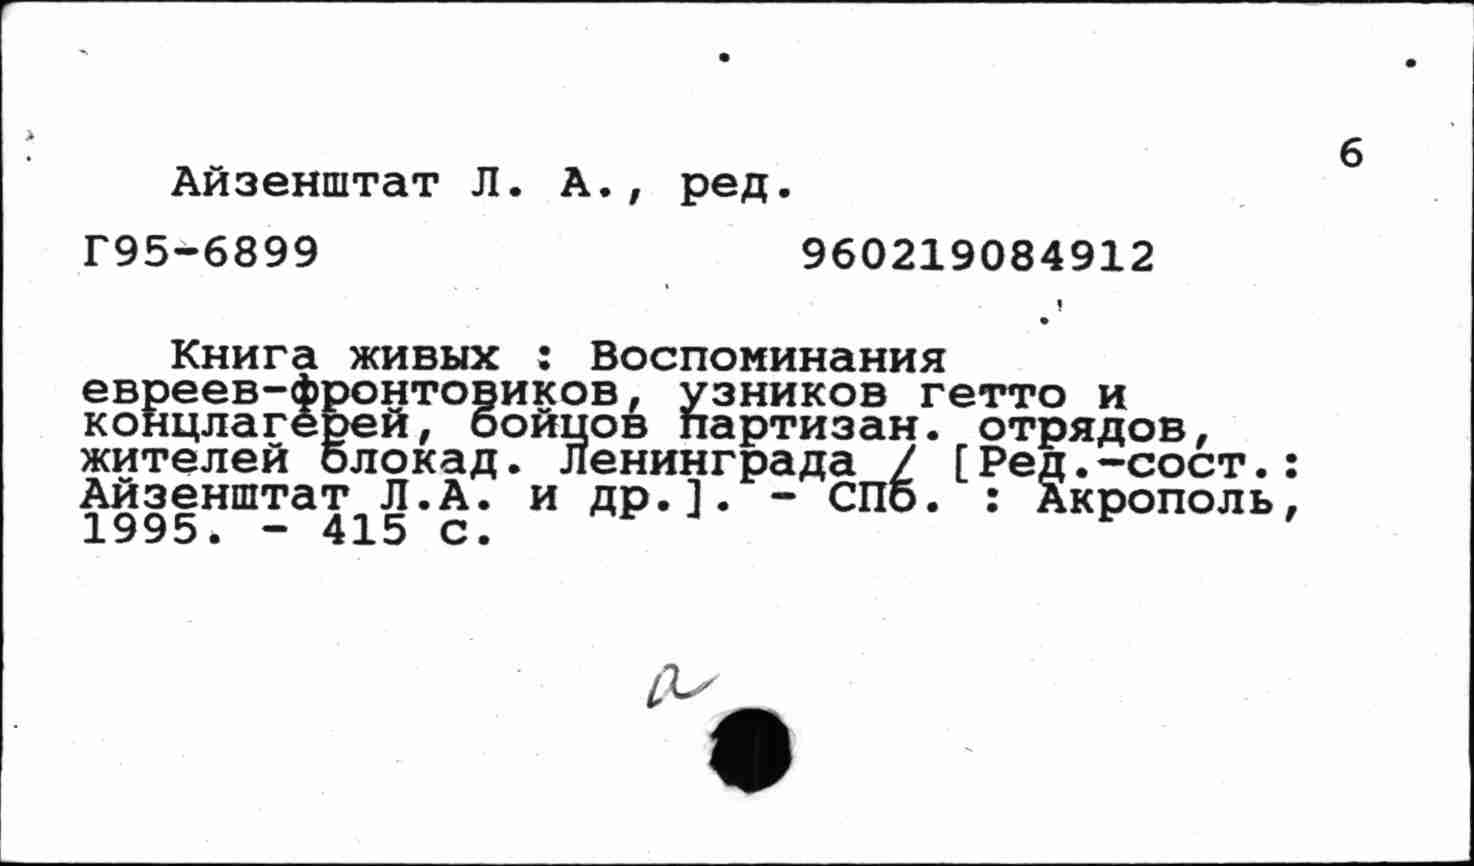 6
Айзенштат Л. А., ред.
Г95-6899 960219084912
Книга живых : Воспоминания
евреев-фронтовиков, узников гетто и
концлагерей, бойцов партизан. отрядов,
жителей блокад. Ленинграда / [Ред.-сост.:
Айзенштат Л.А. и др.]. - СПб. : Акрополь,
1995. - 415 с.
а